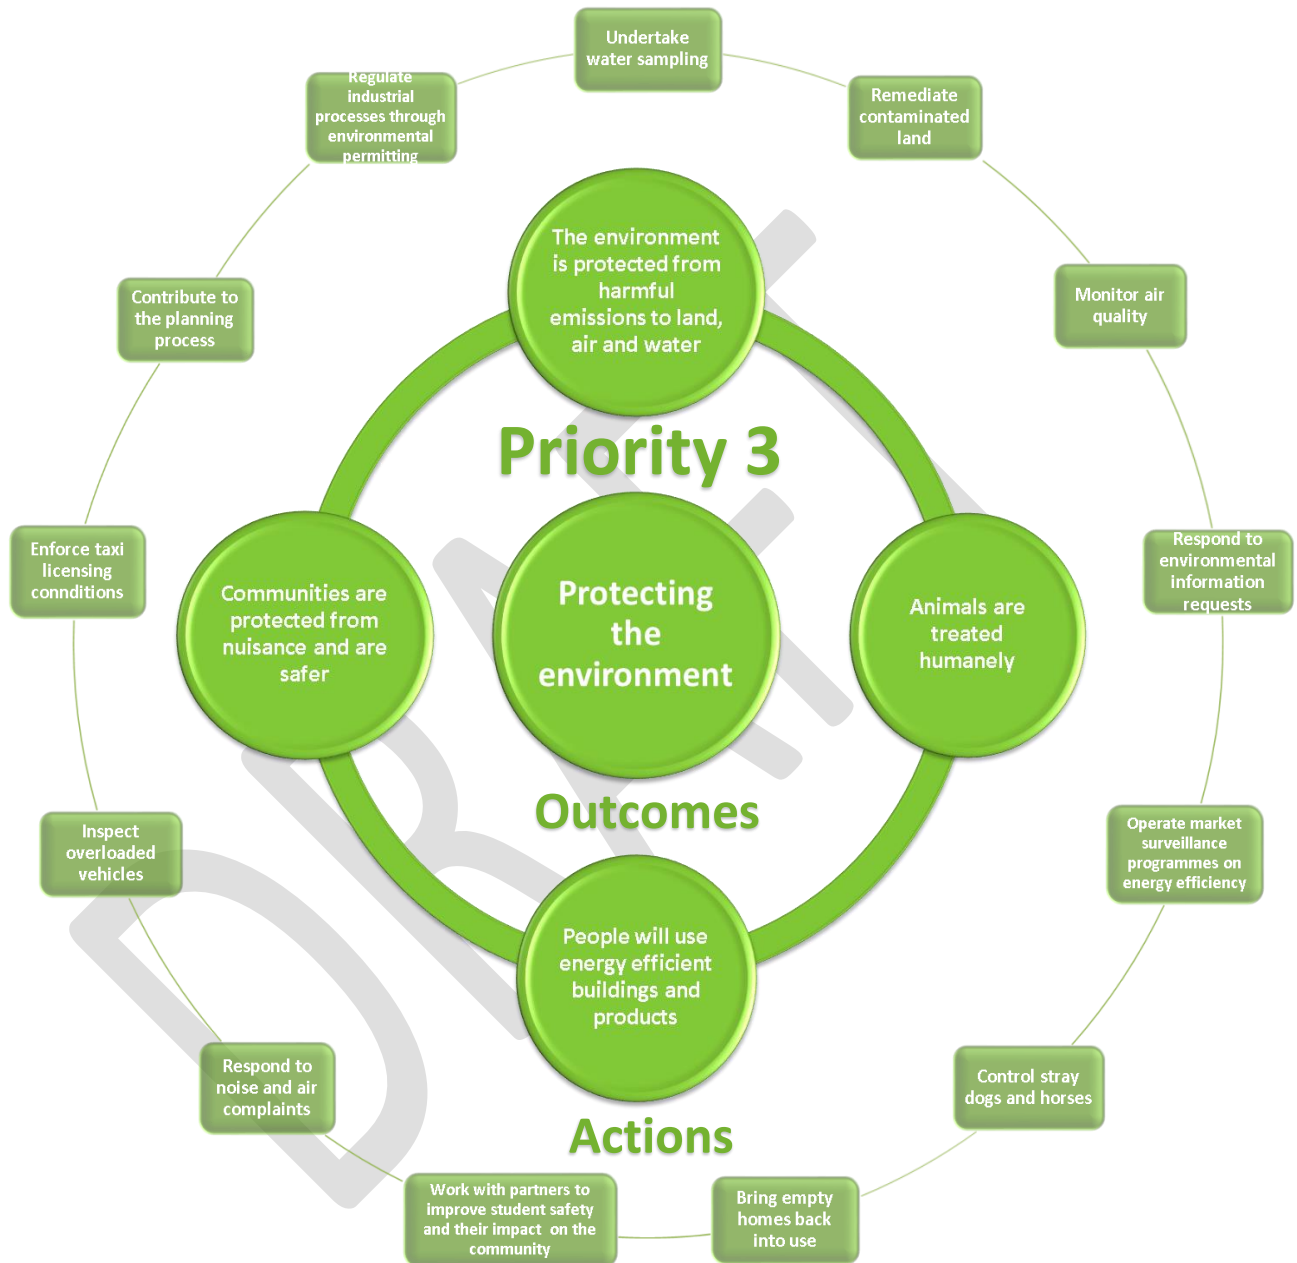 Undertake
water sampling
Regulate
industrial
processes through
environmental
permitting
Remediate
contaminated
land
The environment
is protected from
harmful
emissions to land,
air and water
Contribute to
the planning
process
Monitor air
quality
Priority 3
Enforce taxi
licensing
connditions
Respond to
environmental
information
requests
Communities are
protected from
nuisance and are
safer
Protecting
the
environment
Animals are
treated
humanely
Outcomes
Inspect
overloaded
vehicles
Operate market
surveillance
programmes on
energy efficiency
People will use
energy efficient
buildings and
products
Respond to
noise and air
complaints
Control stray
dogs and horses
Actions
Work with partners to
improve student safety
and their impact  on the
community
Bring empty
homes back
into use
DRAFT